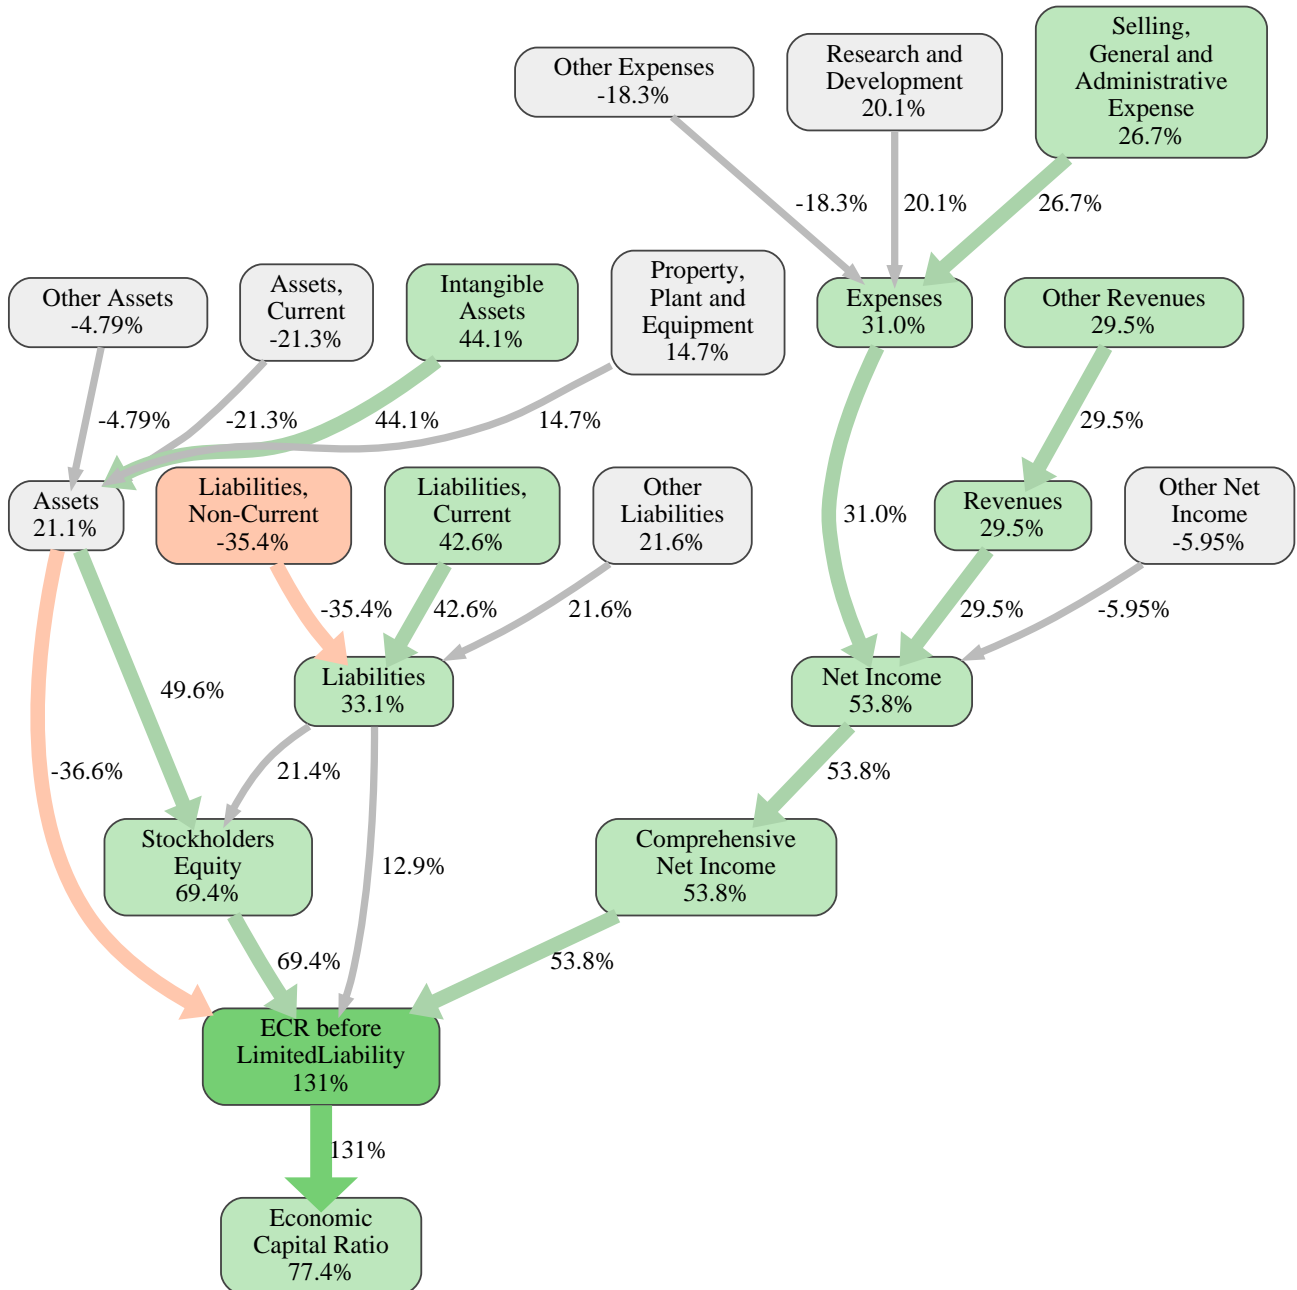 Selling,
General and
Administrative
Expense
26.7%
Research and
Development
20.1%
Other Expenses
-18.3%
-18.3%
20.1%
26.7%
Other Assets
-4.79%
Assets,
Current
-21.3%
Intangible
Assets
44.1%
Property,
Plant and
Equipment
14.7%
Expenses
31.0%
Other Revenues
29.5%
-4.79%
-21.3%
44.1%
14.7%
29.5%
Assets
21.1%
Liabilities,
Non-Current
-35.4%
Liabilities,
Current
42.6%
Other
Liabilities
21.6%
31.0%
Revenues
29.5%
Other Net
Income
-5.95%
-35.4%
42.6%
21.6%
29.5%
-5.95%
49.6%
Liabilities
33.1%
Net Income
53.8%
-36.6%
21.4%
53.8%
Stockholders
Equity
69.4%
12.9%
Comprehensive
Net Income
53.8%
69.4%
53.8%
ECR before
LimitedLiability
131%
131%
Economic
Capital Ratio
77.4%